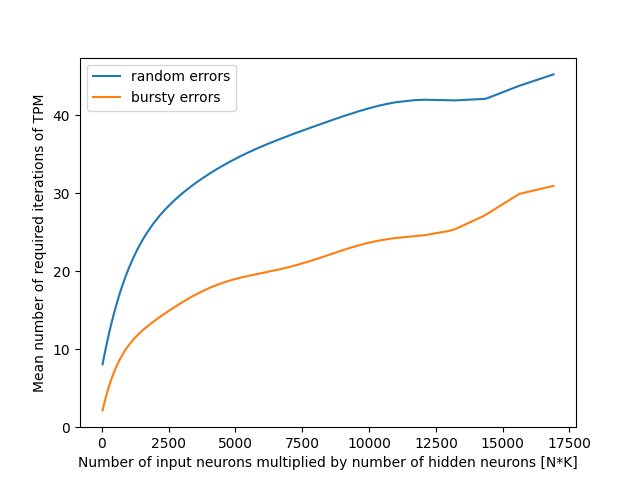 random errors
bursty errors
Mean number of required iterations of TPM
40
30
20
10
0
0 2500 5000 7500 10000 12500 15000 17500
Number of input neurons multiplied by number of hidden neurons [N*K]